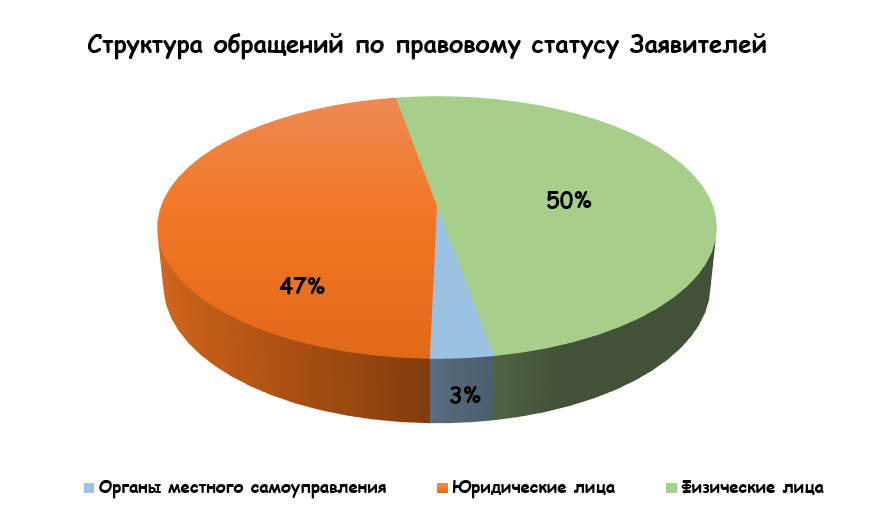 Структура обращений по правовому статусу Заявителей
50%
47%
3%
Органы местного самоуправления
Юридические лица
Физические лица